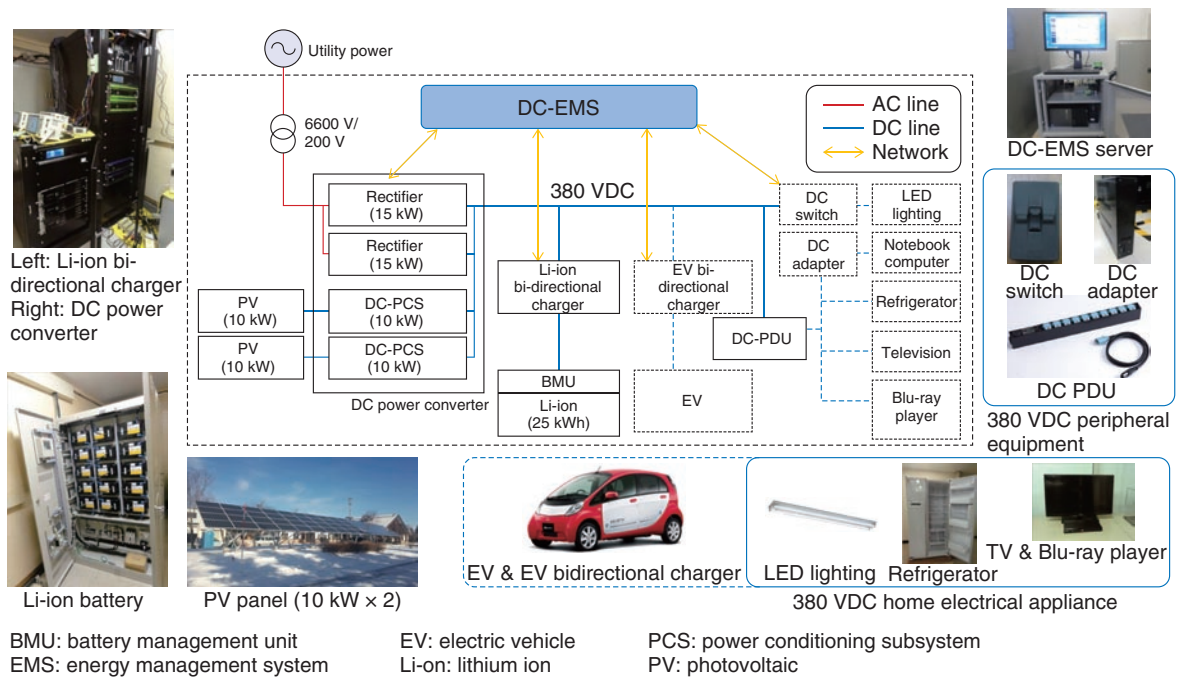 Utility power
6600 V/
200 V
DC-EMS
AC line
DC line
Network
380 VDC
Rectifier
(15 kW)
Rectifier
(15 kW)
PV
(10 kW)
DC-PCS
(10 kW)
PV
(10 kW)
DC-PCS
(10 kW)
DC power converter
Li-ion
bi-directional
charger
BMU
Li-ion
(25 kWh)
EV bi-
directional
charger
EV
DC-PDU
DC
switch
DC
adapter
LED
lighting
Notebook
computer
Refrigerator
Television
Blu-ray
player
Left: Li-ion bi-
directional charger
Right: DC power
converter
DC-EMS server
DC
switch
DC
adapter
DC PDU
380 VDC peripheral
equipment
Li-ion battery
PV panel (10 kW × 2)
EV & EV bidirectional charger
LED lighting
Refrigerator
TV & Blu-ray player
380 VDC home electrical appliance
BMU: battery management unit
EV: electric vehicle
PCS: power conditioning subsystem
EMS: energy management system
Li-on: lithium ion
PV: photovoltaic